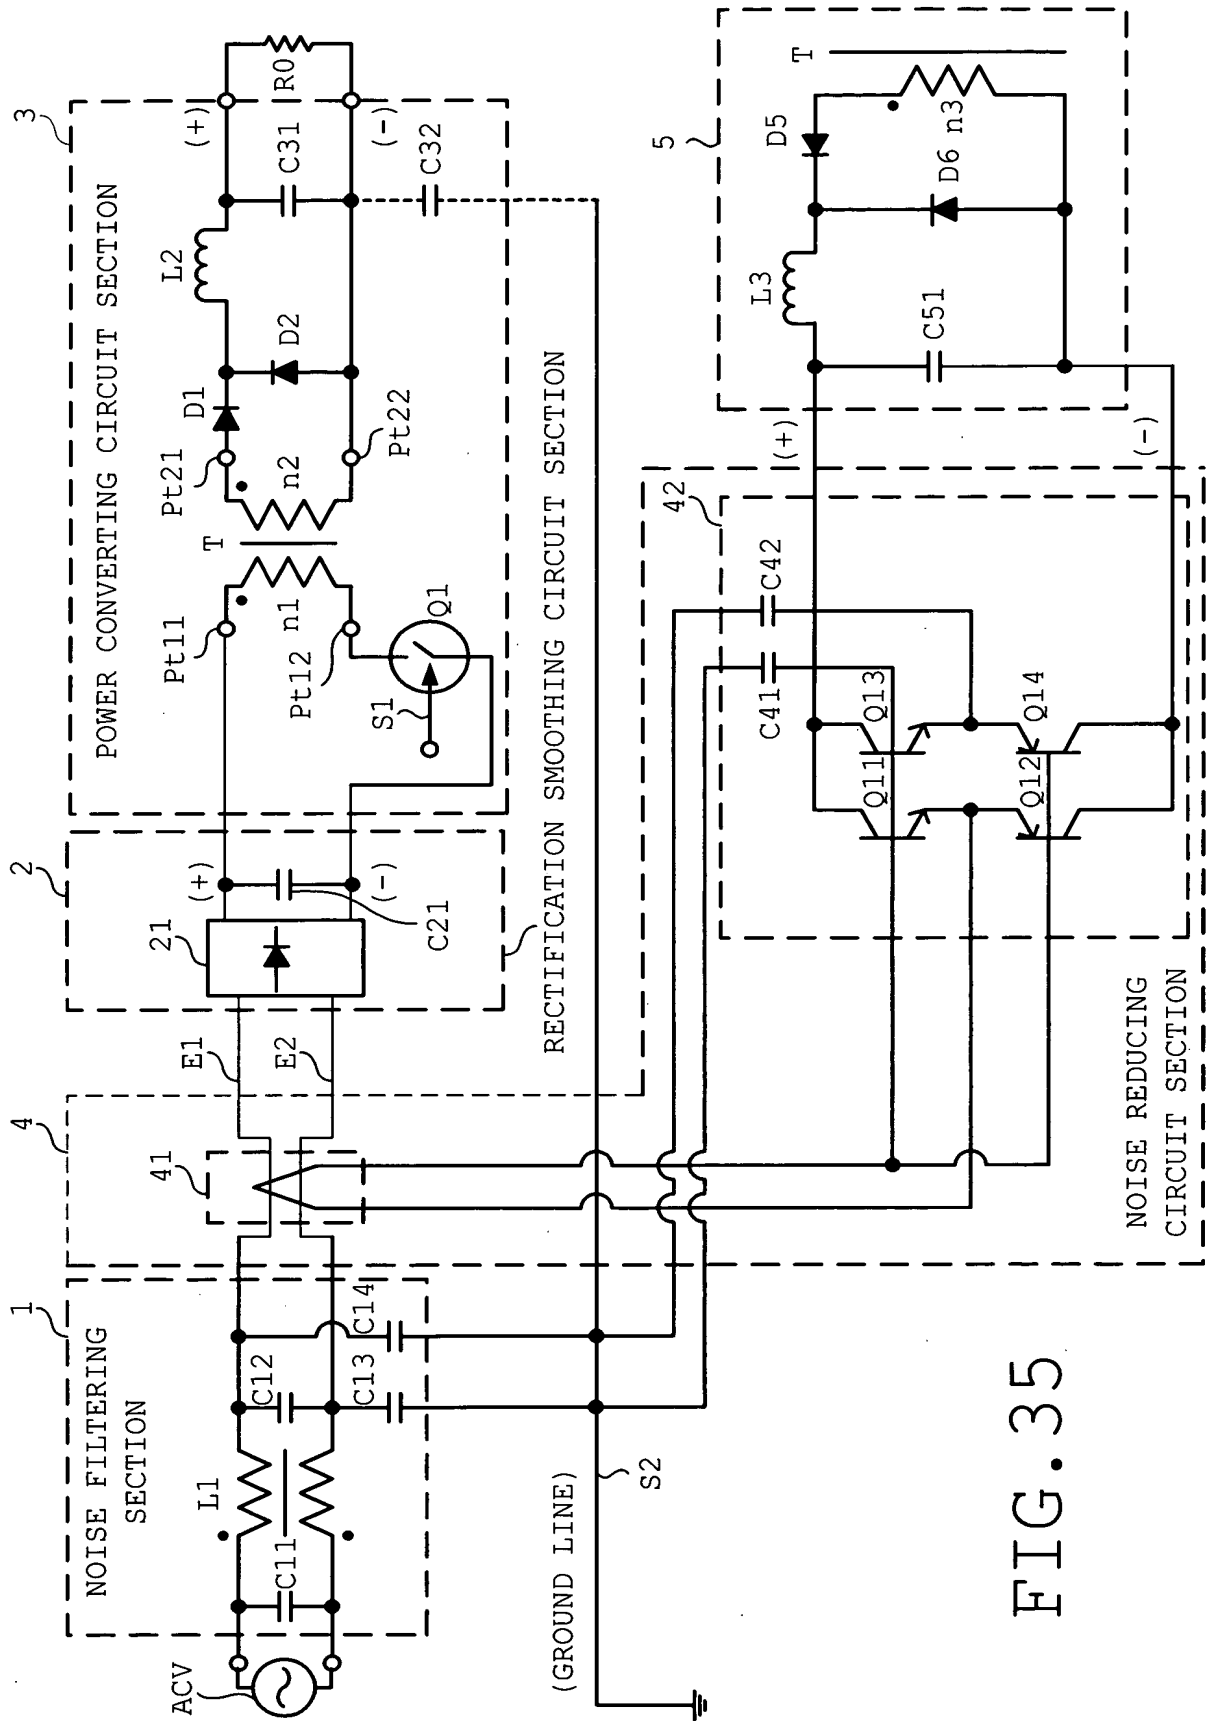 3
POWER CONVERTING CIRCUIT SECTION
Pt11
Pt12
n1
T
n2
Pt21
Pt22
D1
D2
L2
(+)
(-)
C31
C32
R0
S1
Q1
2
21
(+)
(-)
C21
RECTIFICATION SMOOTHING CIRCUIT SECTION
E1
E2
4
41
1
NOISE FILTERING
SECTION
ACV
C11
L1
C12
C13
C14
(GROUND LINE)
S2
5
T
D5
D6
n3
L3
C51
(+)
(-)
42
C41
C42
Q11
Q13
Q12
Q14
NOISE REDUCING
CIRCUIT SECTION
FIG.35